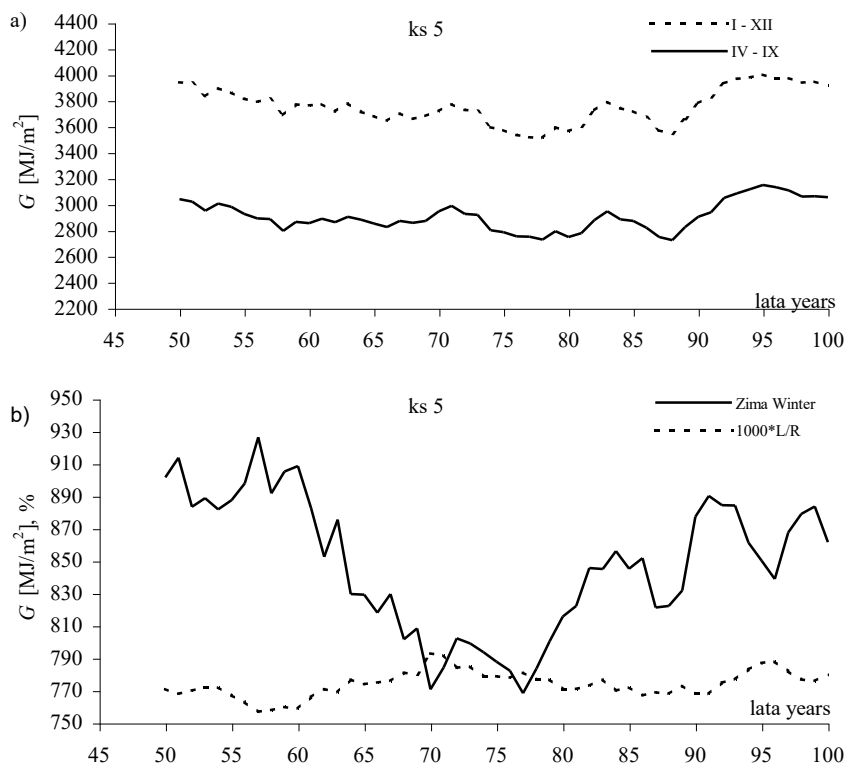 a)
ks 5
I - XII
IV - IX
G [MJ/m²]
4400
4200
4000
3800
3600
3400
3200
3000
2800
2600
2400
2200
lata years
45 50 55 60 65 70 75 80 85 90 95 100
b)
ks 5
Zima Winter
1000*L/R
G [MJ/m²], %
950
930
910
890
870
850
830
810
790
770
750
lata years
45 50 55 60 65 70 75 80 85 90 95 100